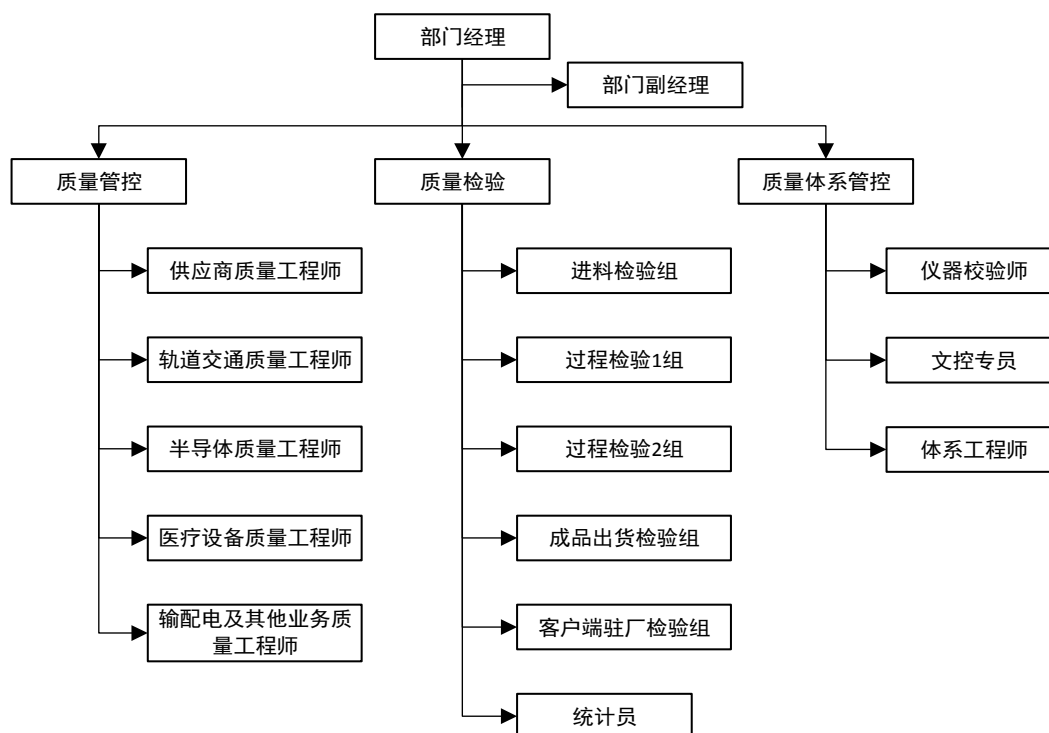 部门经理
部门副经理
质量管控
质量检验
质量体系管控
供应商质量工程师
进料检验组
仪器校验师
轨道交通质量工程师
过程检验1组
文控专员
半导体质量工程师
过程检验2组
体系工程师
医疗设备质量工程师
成品出货检验组
输配电及其他业务质
量工程师
客户端驻厂检验组
统计员